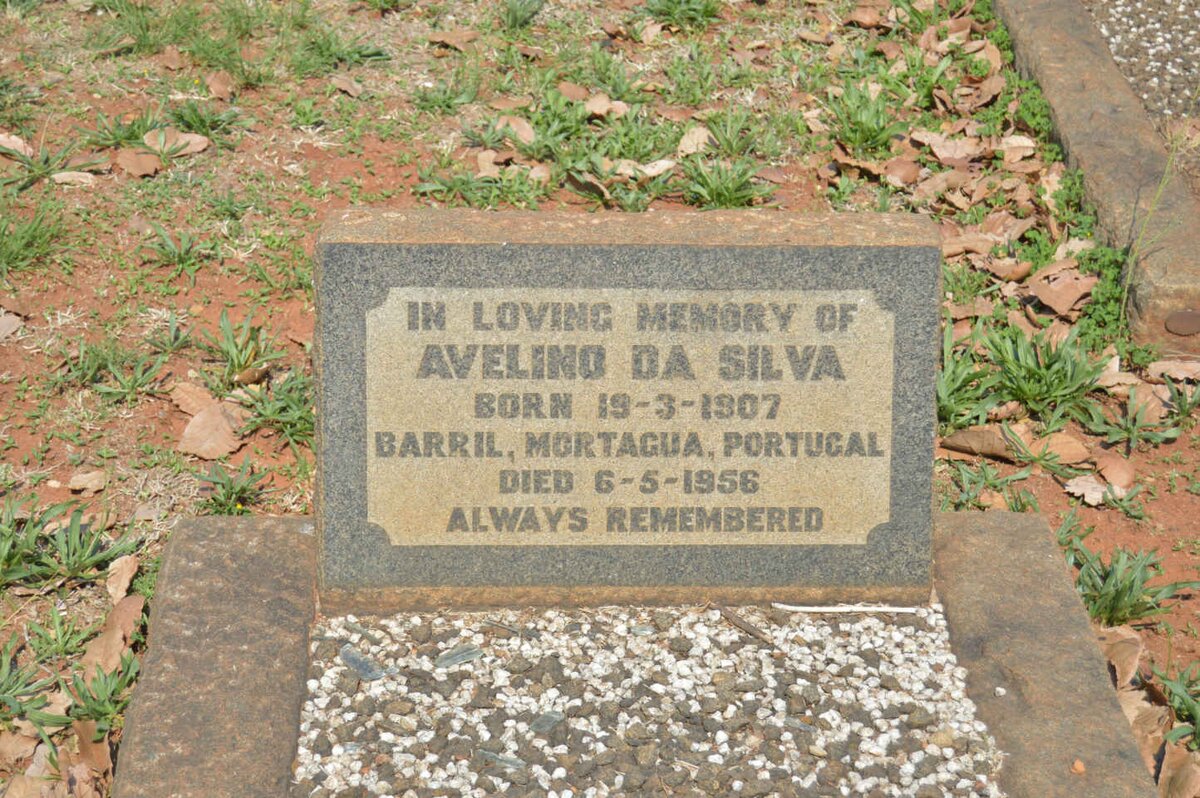 IN LOVING MEMORY OF
AVELINO DA SILVA
BORN 19-3-1907
BARRIL, MORTAGUA, PORTUGAL
DIED 6-5-1956
ALWAYS REMEMBERED